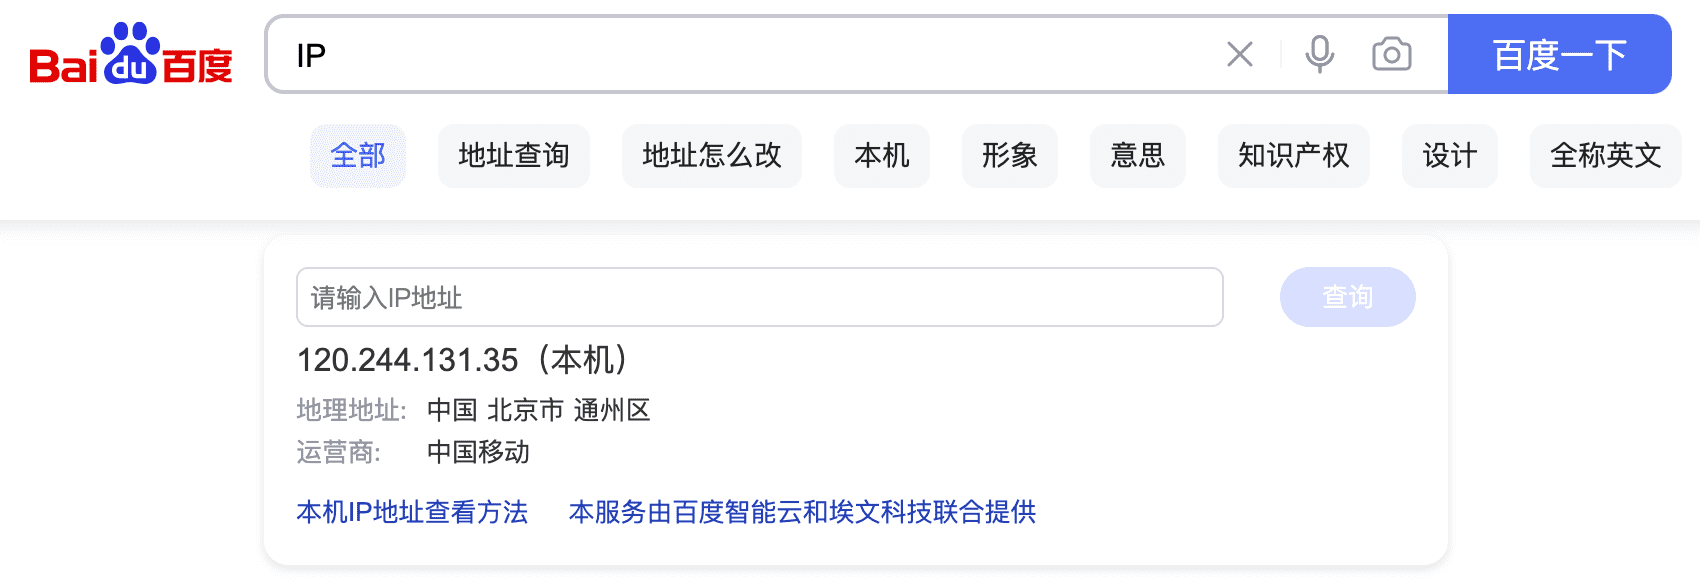 Bai du 百度 IP 百度一下
全部 地址查询 地址怎么改 本机 形象 意思 知识产权 设计 全称英文
请输入IP地址 查询
120.244.131.35（本机）
地理地址: 中国 北京市 通州区
运营商: 中国移动
本机IP地址查看方法 本服务由百度智能云和埃文科技联合提供